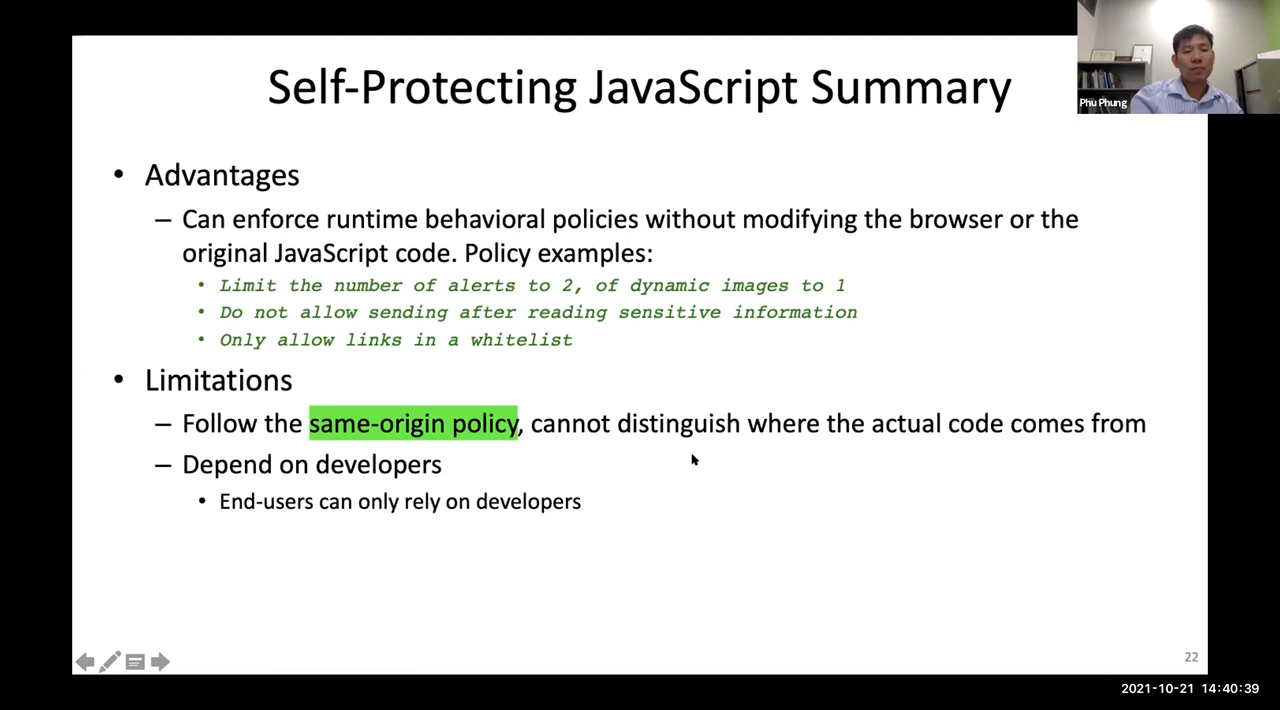 Self-Protecting JavaScript Summary
Phu Phung
• Advantages
– Can enforce runtime behavioral policies without modifying the browser or the
original JavaScript code. Policy examples:
• Limit the number of alerts to 2, of dynamic images to 1
• Do not allow sending after reading sensitive information
• Only allow links in a whitelist
• Limitations
– Follow the same-origin policy, cannot distinguish where the actual code comes from
– Depend on developers
• End-users can only rely on developers
22
2021-10-21 14:40:39